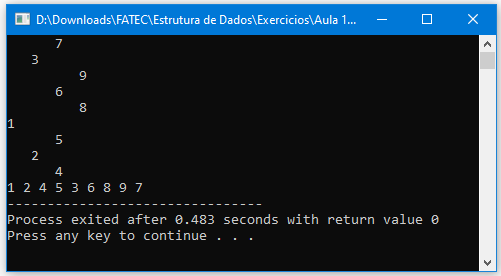 D:\Downloads\FATEC\Estrutura de Dados\Exercicios\Aula 1...
7
3
9
6
8
1
5
2
4
1 2 4 5 3 6 8 9 7
--------------------------------
Process exited after 0.483 seconds with return value 0
Press any key to continue . . .